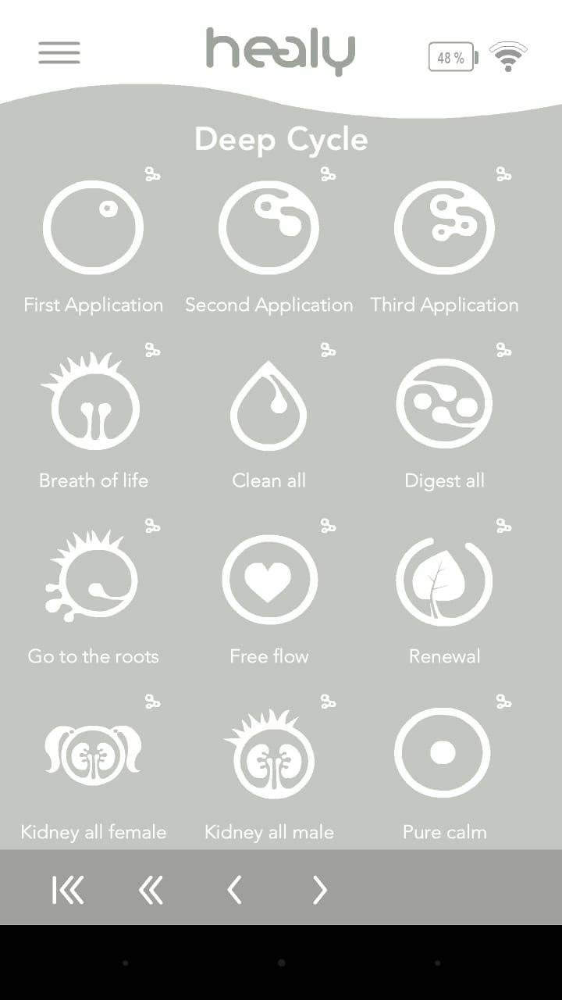 healy
48 %
Deep Cycle
First Application
Second Application
Third Application
Breath of life
Clean all
Digest all
Go to the roots
Free flow
Renewal
Kidney all female
Kidney all male
Pure calm